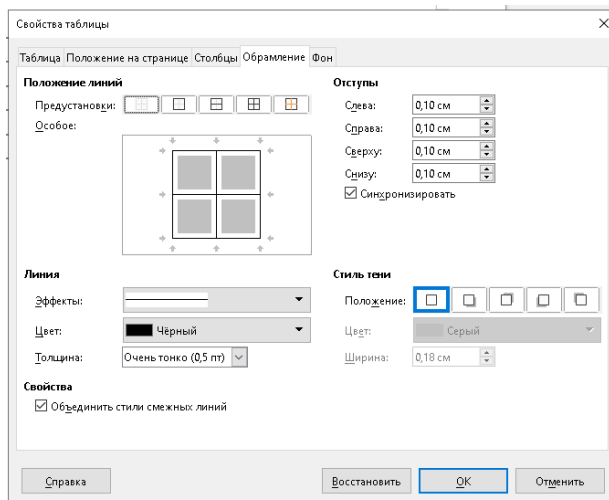 Свойства таблицы
Таблица Положение на странице Столбцы Обрамление Фон
Положение линий
Предустановки:
Особое:
Отступы
Слева: 0,10 см
Справа: 0,10 см
Сверху: 0,10 см
Снизу: 0,10 см
Синхронизировать
Линия
Эффекты:
Цвет: Чёрный
Толщина: Очень тонко (0,5 пт)
Стиль тени
Положение:
Цвет: Серый
Ширина: 0,18 см
Свойства
Объединить стили смежных линий
Справка Восстановить OK Отменить